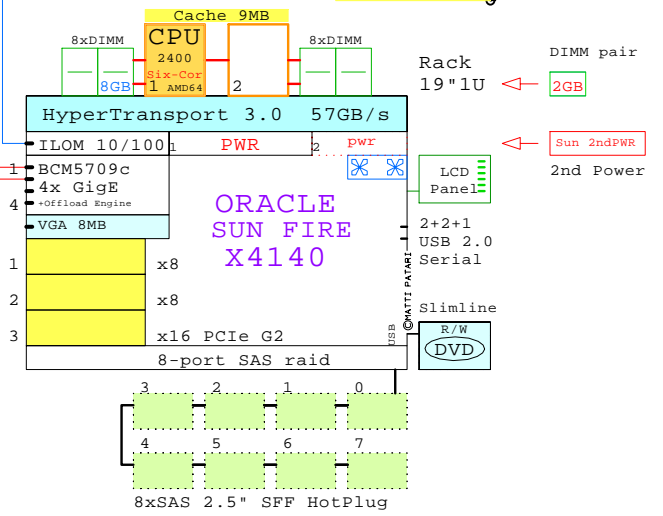 Cache 9MB
8xDIMM
CPU
2400
Six-Cor
1 AMD64
2
8xDIMM
8GB
Rack
19"1U
DIMM pair
2GB
HyperTransport 3.0 57GB/s
ILOM 10/100
1
PWR
2
pwr
Sun 2ndPWR
2nd Power
1
BCM5709c
4x GigE
4
+Offload Engine
VGA 8MB
LCD
Panel
ORACLE
SUN FIRE
X4140
2+2+1
USB 2.0
Serial
1
x8
2
x8
3
x16 PCIe G2
©MATTI PATARI
USB
Slimline
R/W
DVD
8-port SAS raid
3 2 1 0
4 5 6 7
8xSAS 2.5" SFF HotPlug